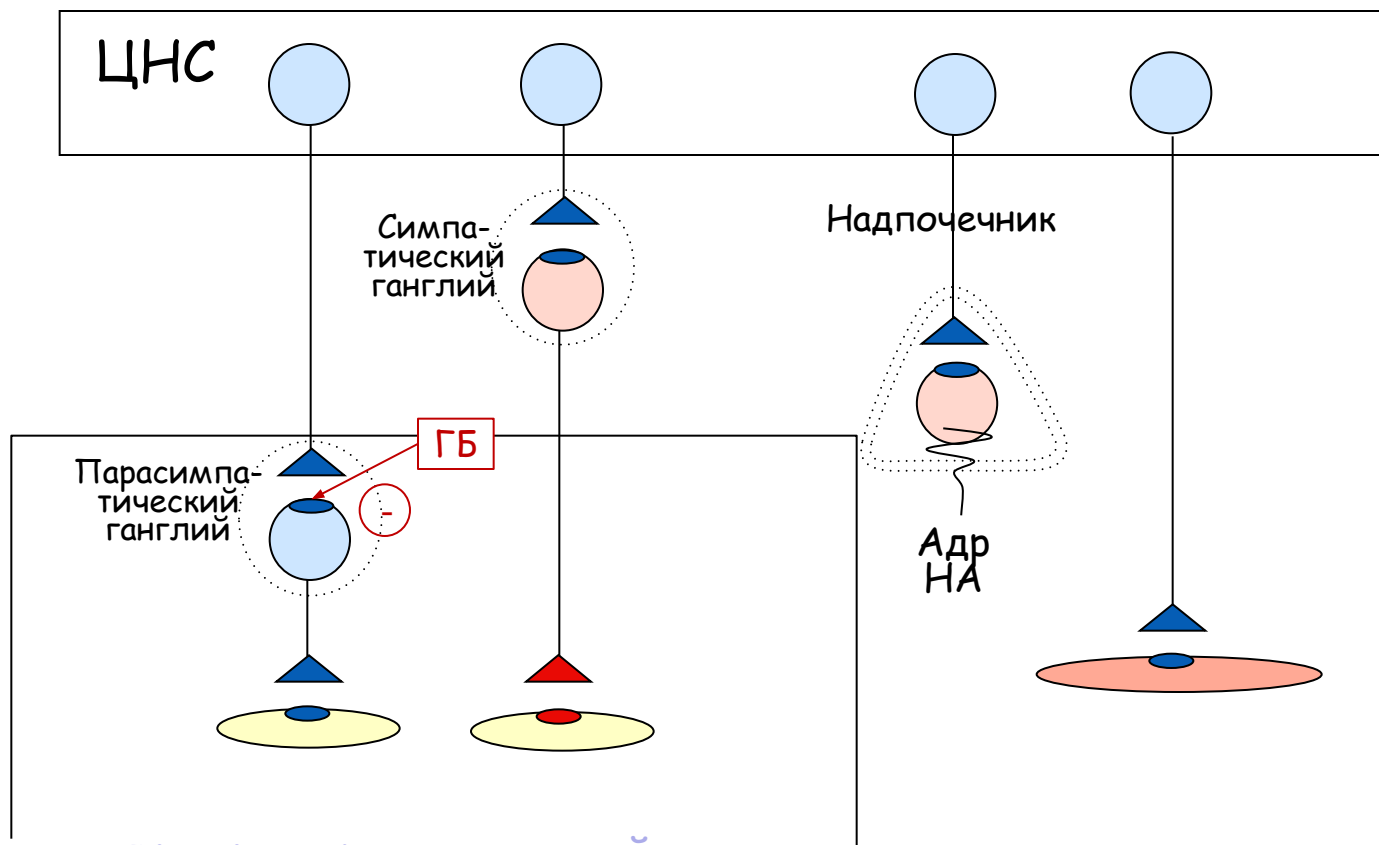 ЦНС
Симпа-
тический
ганглий
Надпочечник
ГБ
Парасимпа-
тический
ганглий
-
Адр
НА